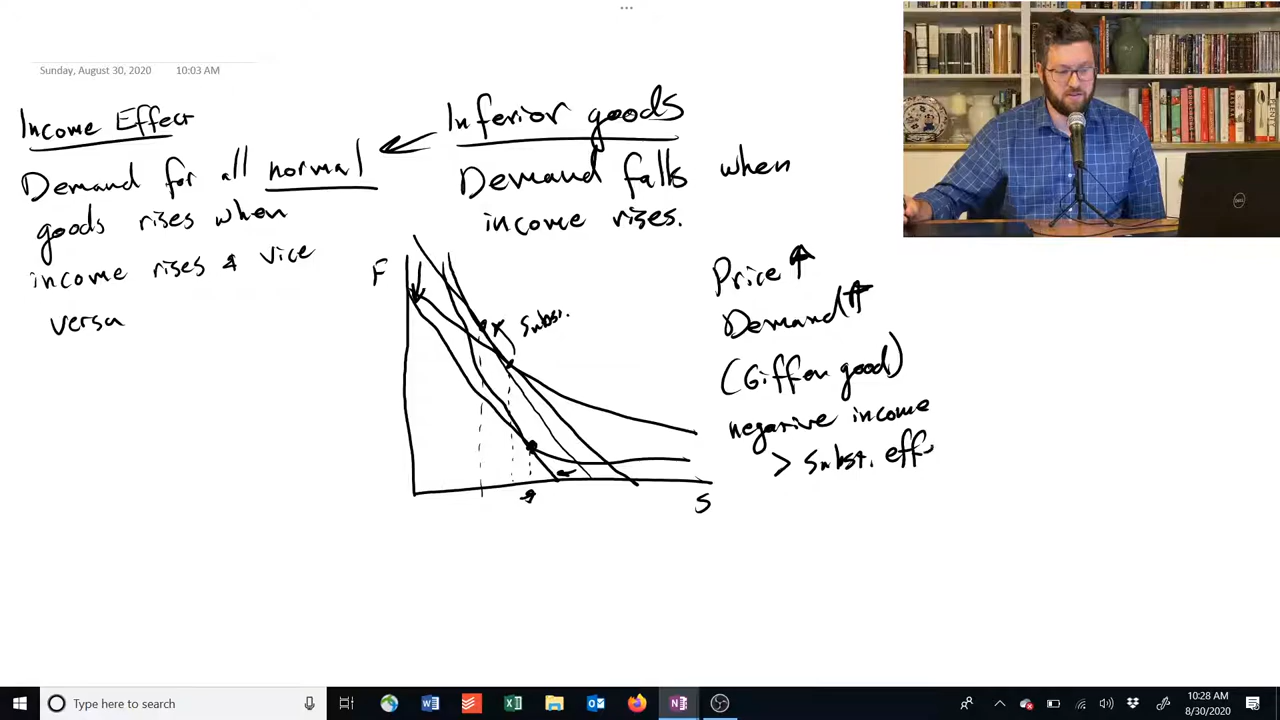 Sunday, August 30, 2020 10:03 AM
Income Effect
Demand for all normal
goods rises when
income rises & vice
versa
Inferior goods
Demand falls when
income rises.
F
Subst.
S
Price ↑
Demand ↑
(Giffen good)
negative income
> subst. eff
DELL
Type here to search
10:28 AM
8/30/2020